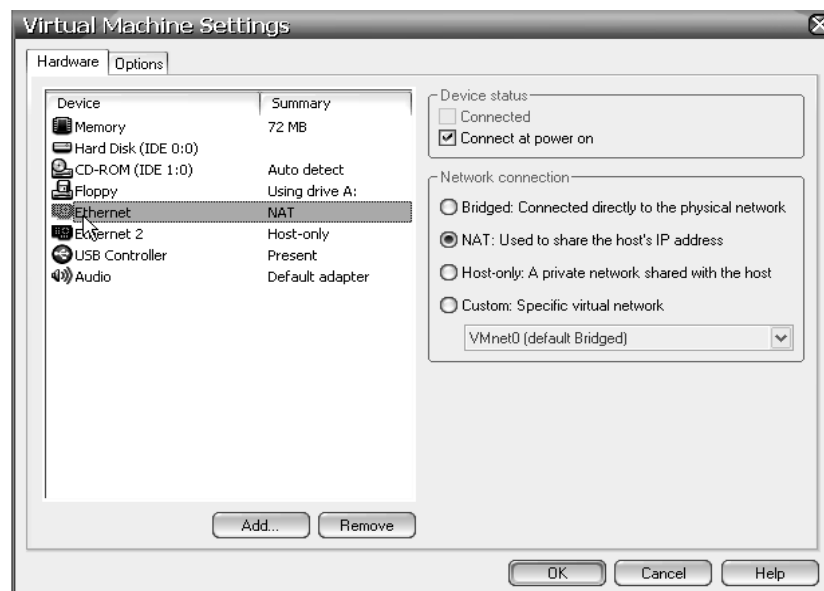 Virtual Machine Settings
Hardware Options
Device Summary
Memory 72 MB
Hard Disk (IDE 0:0)
CD-ROM (IDE 1:0) Auto detect
Floppy Using drive A:
Ethernet NAT
Ethernet 2 Host-only
USB Controller Present
Audio Default adapter
Add... Remove
Device status
Connected
Connect at power on
Network connection
Bridged: Connected directly to the physical network
NAT: Used to share the host's IP address
Host-only: A private network shared with the host
Custom: Specific virtual network
VMnet0 (default Bridged)
OK Cancel Help